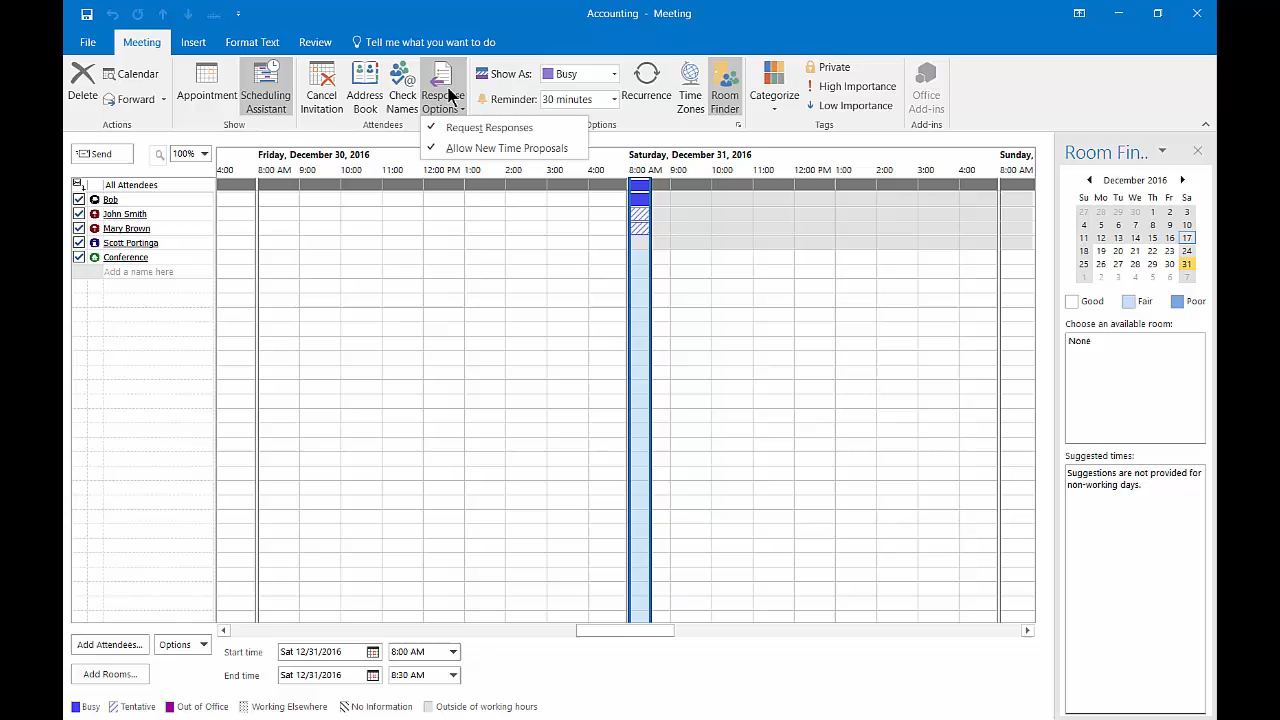 Accounting - Meeting
File Meeting Insert Format Text Review Tell me what you want to do
Delete Calendar Forward Appointment Scheduling Assistant Cancel Invitation Address Book Check Names Response Options Show As: Busy Reminder: 30 minutes Recurrence Time Zones Room Finder Categorize Private High Importance Low Importance Office Add-ins
Actions Show Attendees Options Tags Add-ins
Request Responses
Allow New Time Proposals
Send 100%
Friday, December 30, 2016 Saturday, December 31, 2016 Sunday,
4:00 8:00 AM 9:00 10:00 11:00 12:00 PM 1:00 2:00 3:00 4:00 8:00 AM 9:00 10:00 11:00 12:00 PM 1:00 2:00 3:00 4:00 8:00 AM
All Attendees
Bob
John Smith
Mary Brown
Scott Portinga
Conference
Add a name here
Add Attendees... Options
Add Rooms...
Start time Sat 12/31/2016 8:00 AM
End time Sat 12/31/2016 8:30 AM
Busy Tentative Out of Office Working Elsewhere No Information Outside of working hours
Room Fin..
December 2016
Su Mo Tu We Th Fr Sa
27 28 29 30 1 2 3
4 5 6 7 8 9 10
11 12 13 14 15 16 17
18 19 20 21 22 23 24
25 26 27 28 29 30 31
1 2 3 4 5 6 7
Good Fair Poor
Choose an available room:
None
Suggested times:
Suggestions are not provided for
non-working days.